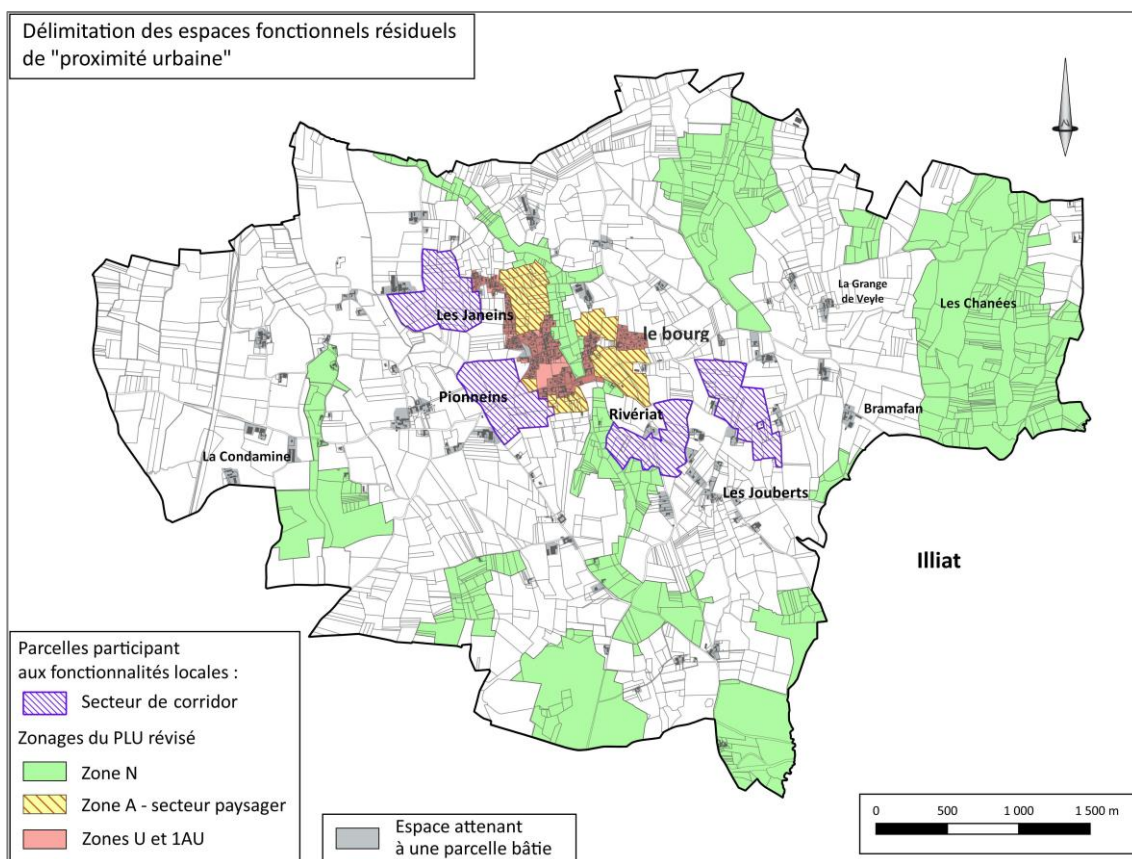 Délimitation des espaces fonctionnels résiduels
de "proximité urbaine"
La Grange
de Veyle
Les Chanées
Les Janeins
le bourg
Pionneins
Rivériat
Bramafan
La Condamine
Les Jouberts
Illiat
Parcelles participant
aux fonctionnalités locales :
Secteur de corridor
Zonages du PLU révisé
Zone N
Zone A - secteur paysager
Zones U et 1AU
Espace attenant
à une parcelle bâtie
0 500 1 000 1 500 m